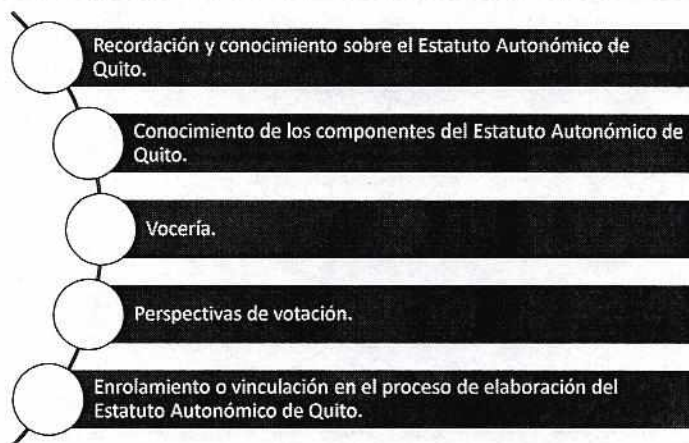 Recordación y conocimiento sobre el Estatuto Autonómico de
Quito.
Conocimiento de los componentes del Estatuto Autonómico de
Quito.
Vocería.
Perspectivas de votación.
Enrolamiento o vinculación en el proceso de elaboración del
Estatuto Autonómico de Quito.